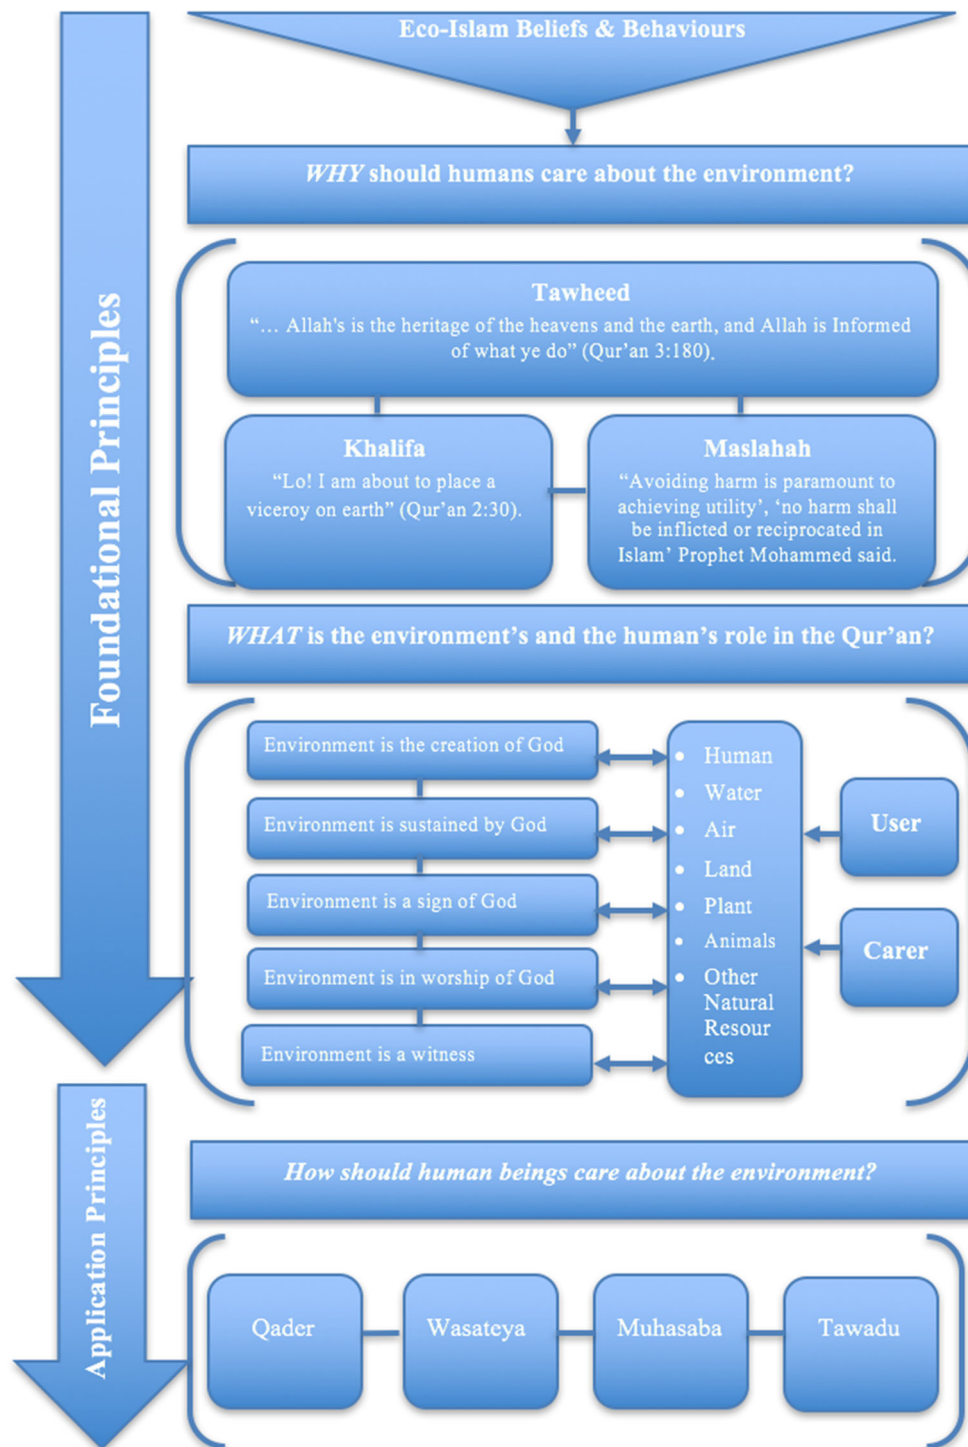 Eco-Islam Beliefs & Behaviours
WHY should humans care about the environment?
Foundational Principles
Tawheed
“… Allah's is the heritage of the heavens and the earth, and Allah is Informed
of what ye do” (Qur’an 3:180).
Khalifa
“Lo! I am about to place a
viceroy on earth” (Qur’an 2:30).
Maslahah
“Avoiding harm is paramount to
achieving utility’, ‘no harm shall
be inflicted or reciprocated in
Islam’ Prophet Mohammed said.
WHAT is the environment’s and the human’s role in the Qur’an?
Environment is the creation of God
Environment is sustained by God
Environment is a sign of God
Environment is in worship of God
Environment is a witness
• Human
• Water
• Air
• Land
• Plant
• Animals
• Other
Natural
Resour
ces
User
Carer
Application Principles
How should human beings care about the environment?
Qader
Wasateya
Muhasaba
Tawadu